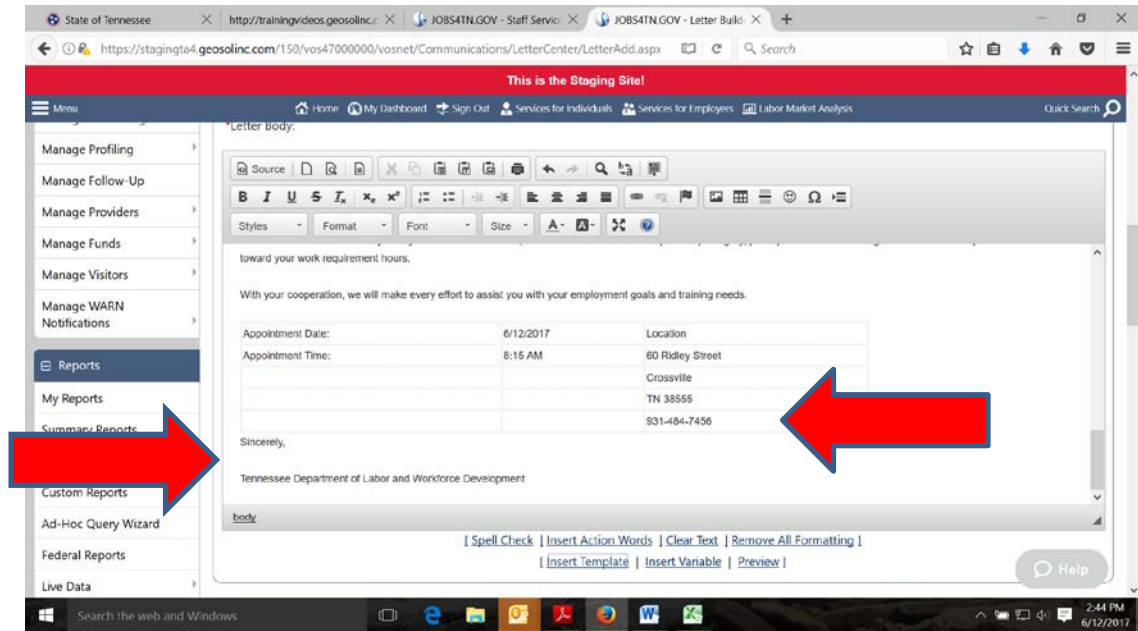 State of Tennessee
http://trainingvideos.geosolinc.c
JOBS4TN.GOV - Staff Servic
JOBS4TN.GOV - Letter Build
https://stagingta4.geosolinc.com/150/vos47000000/vosnet/Communications/LetterCenter/LetterAdd.aspx
Search
This is the Staging Site!
Menu
Home My Dashboard Sign Out Services for Individuals Services for Employers Labor Market Analysis
Quick Search
*Letter Body:
Manage Profiling
Manage Follow-Up
Manage Providers
Manage Funds
Manage Visitors
Manage WARN
Notifications
Reports
My Reports
Summary Reports
Custom Reports
Ad-Hoc Query Wizard
Federal Reports
Live Data
Source
B I U S Ix x₂ x²
Styles Format Font Size A A
toward your work requirement hours.
With your cooperation, we will make every effort to assist you with your employment goals and training needs.
Appointment Date: 6/12/2017 Location
Appointment Time: 8:15 AM 60 Ridley Street
Crossville
TN 38555
931-484-7456
Sincerely,
Tennessee Department of Labor and Workforce Development
body
[ Spell Check | Insert Action Words | Clear Text | Remove All Formatting ]
[ Insert Template | Insert Variable | Preview ]
Help
Search the web and Windows
2:44 PM
6/12/2017